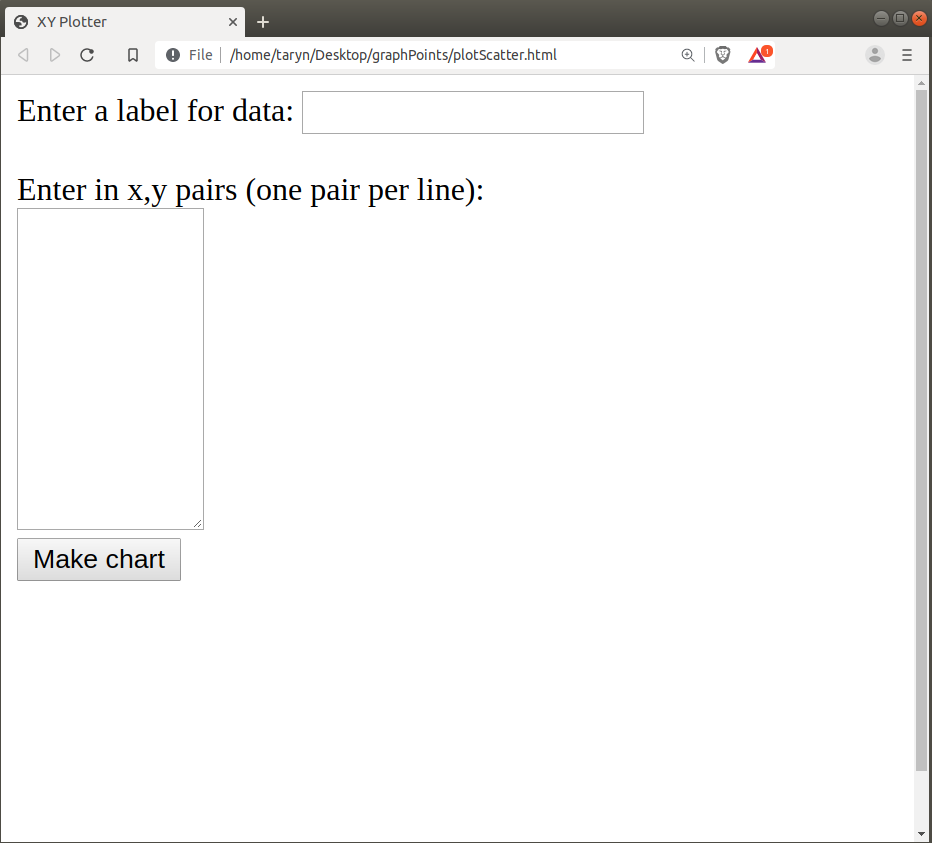 XY Plotter
File /home/taryn/Desktop/graphPoints/plotScatter.html
1
Enter a label for data:
Enter in x,y pairs (one pair per line):
Make chart